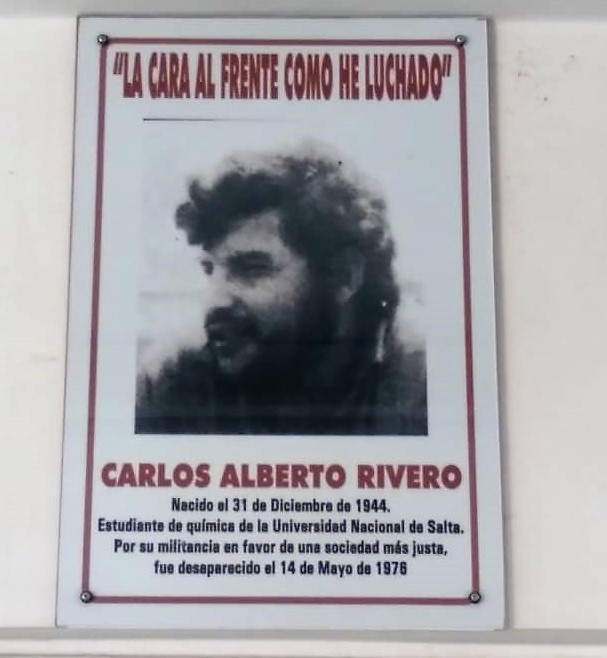 "LA CARA AL FRENTE COMO HE LUCHADO"
CARLOS ALBERTO RIVERO
Nacido el 31 de Diciembre de 1944.
Estudiante de química de la Universidad Nacional de Salta.
Por su militancia en favor de una sociedad más justa,
fue desaparecido el 14 de Mayo de 1976